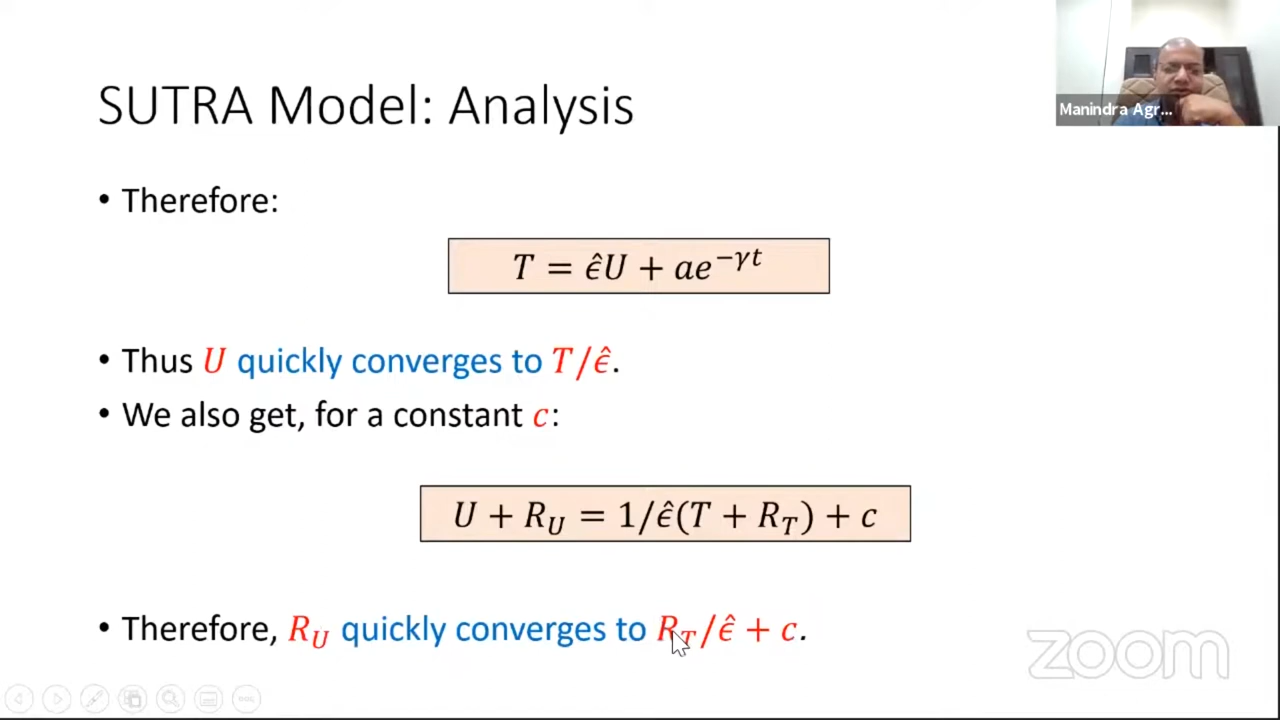 SUTRA Model: Analysis
Manindra Agr...
• Therefore:
T = ε̂U + ae^{−γt}
• Thus U quickly converges to T/ε̂.
• We also get, for a constant c:
U + R_U = 1/ε̂(T + R_T) + c
• Therefore, R_U quickly converges to R_T/ε̂ + c.
zoom